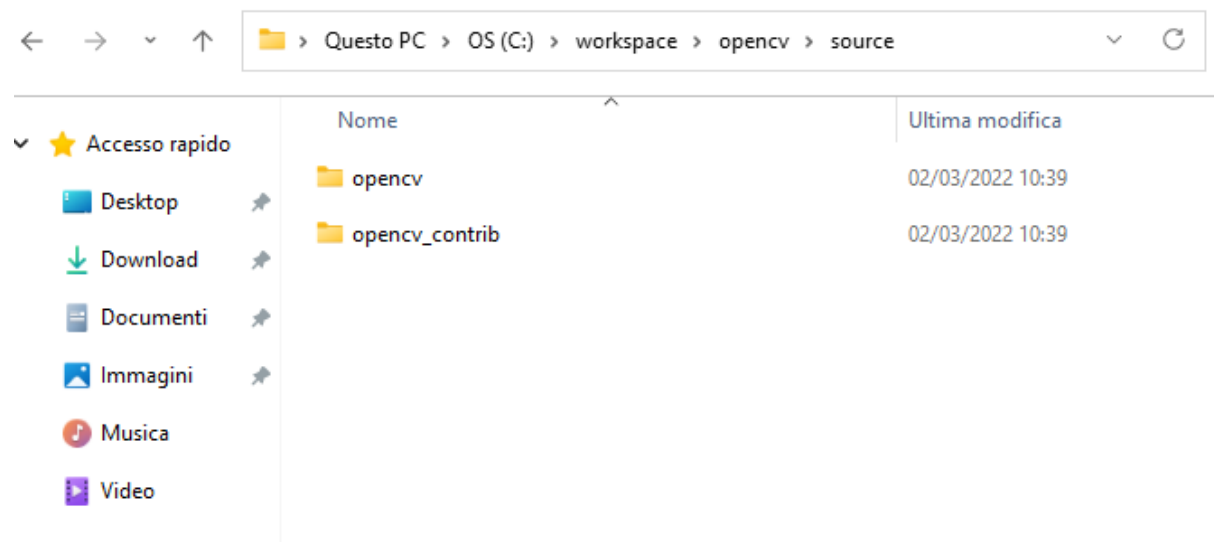 Questo PC > OS (C:) > workspace > opencv > source
Nome Ultima modifica
Accesso rapido
opencv 02/03/2022 10:39
Desktop
opencv_contrib 02/03/2022 10:39
Download
Documenti
Immagini
Musica
Video